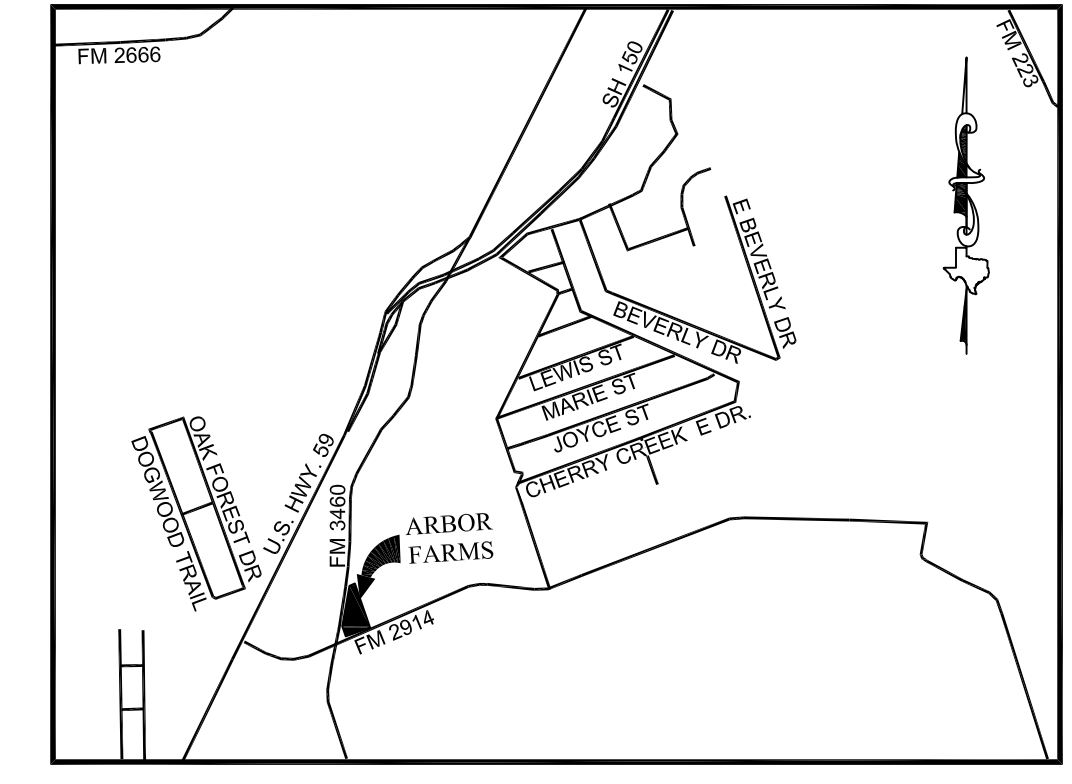 FM 2666
SH 150
FM 223
E BEVERLY DR
BEVERLY DR
LEWIS ST
MARIE ST
JOYCE ST
CHERRY CREEK E DR.
OAK FOREST DR
DOGWOOD TRAIL
U.S. HWY. 59
FM 3460
ARBOR
FARMS
FM 2914